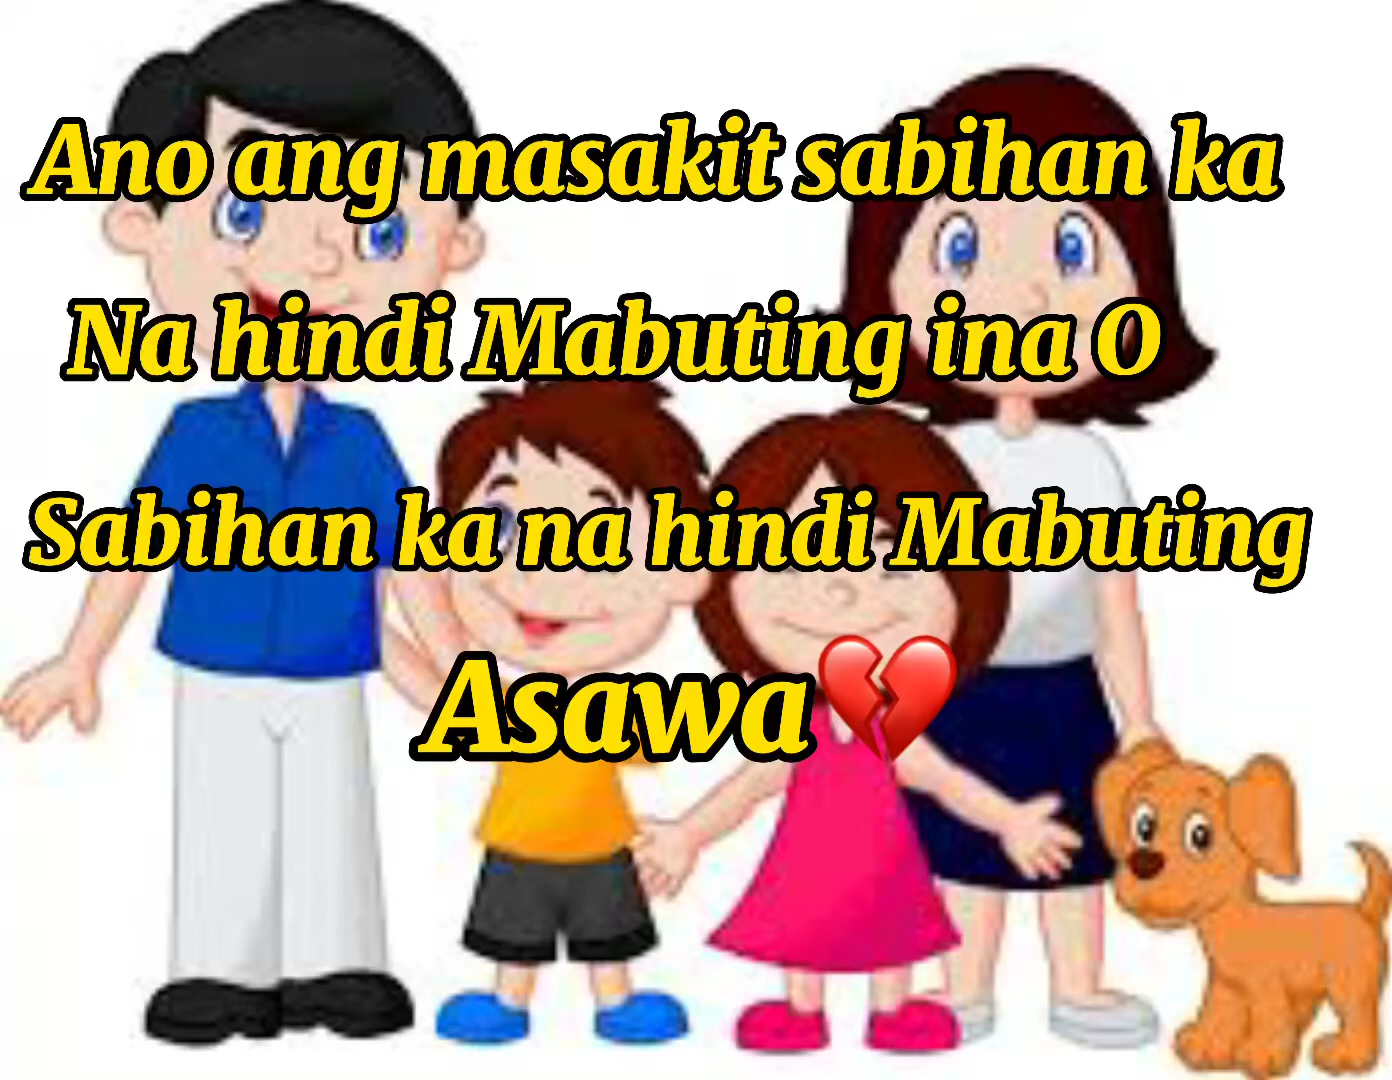 Ano ang masakit sabihan ka
Na hindi Mabuting ina O
Sabihan ka na hindi Mabuting
Asawa💔